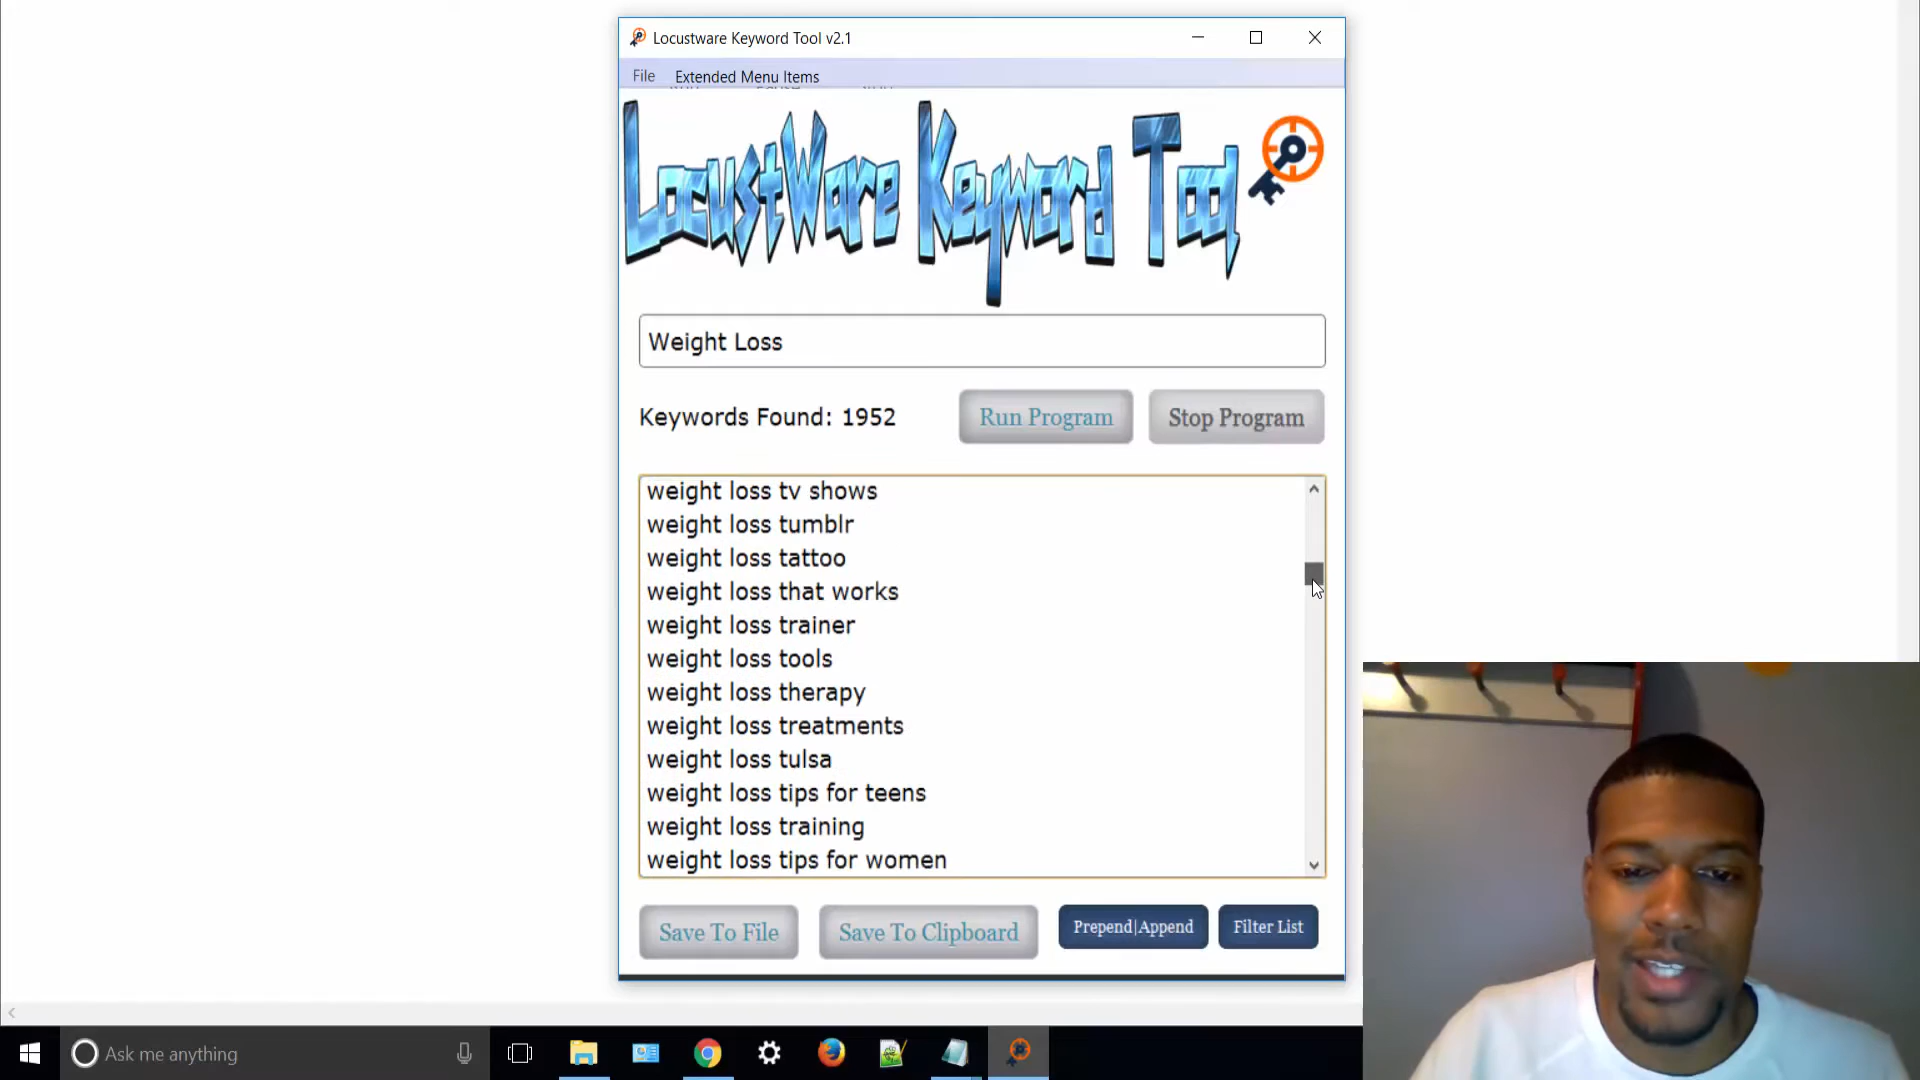 Locustware Keyword Tool v2.1
File Extended Menu Items
LocustWare Keyword Tool
Weight Loss
Keywords Found: 1952
Run Program
Stop Program
weight loss tv shows
weight loss tumblr
weight loss tattoo
weight loss that works
weight loss trainer
weight loss tools
weight loss therapy
weight loss treatments
weight loss tulsa
weight loss tips for teens
weight loss training
weight loss tips for women
Save To File
Save To Clipboard
Prepend|Append
Filter List
Ask me anything